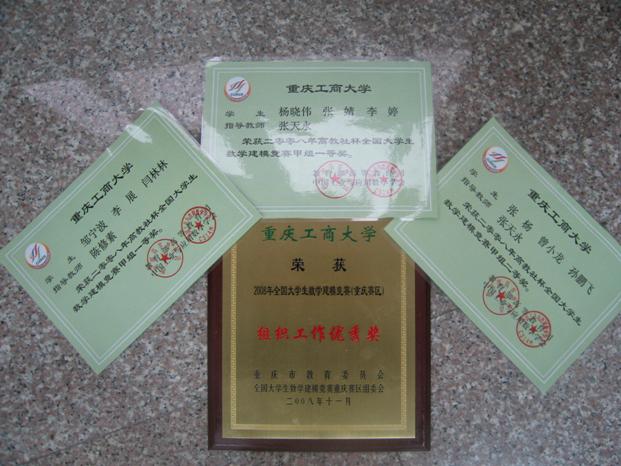 重庆工商大学
学 生 杨晓伟 张 婧 李 婷
指导教师 张天永
荣获二零零八年高教社杯全国大学生
数学建模竞赛甲组一等奖。
重庆工商大学
学 生 邹宁波 李 展 闫林林
指导教师 陈修素
荣获二零零八年高教社杯全国大学生
数学建模竞赛甲组一等奖。
重庆工商大学
学 生 张 杨 曾小龙 孙鹏飞
指导教师 张天永
荣获二零零八年高教社杯全国大学生
数学建模竞赛甲组二等奖。
重庆工商大学
荣 获
2008年全国大学生数学建模竞赛(重庆赛区)
组织工作优秀奖
重庆市教育委员会
全国大学生数学建模竞赛重庆赛区组委会
二00八年十一月